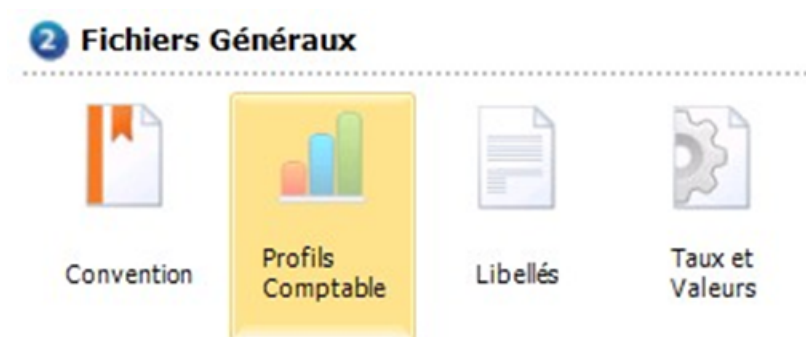 2 Fichiers Généraux
Convention
Profils
Comptable
Libellés
Taux et
Valeurs